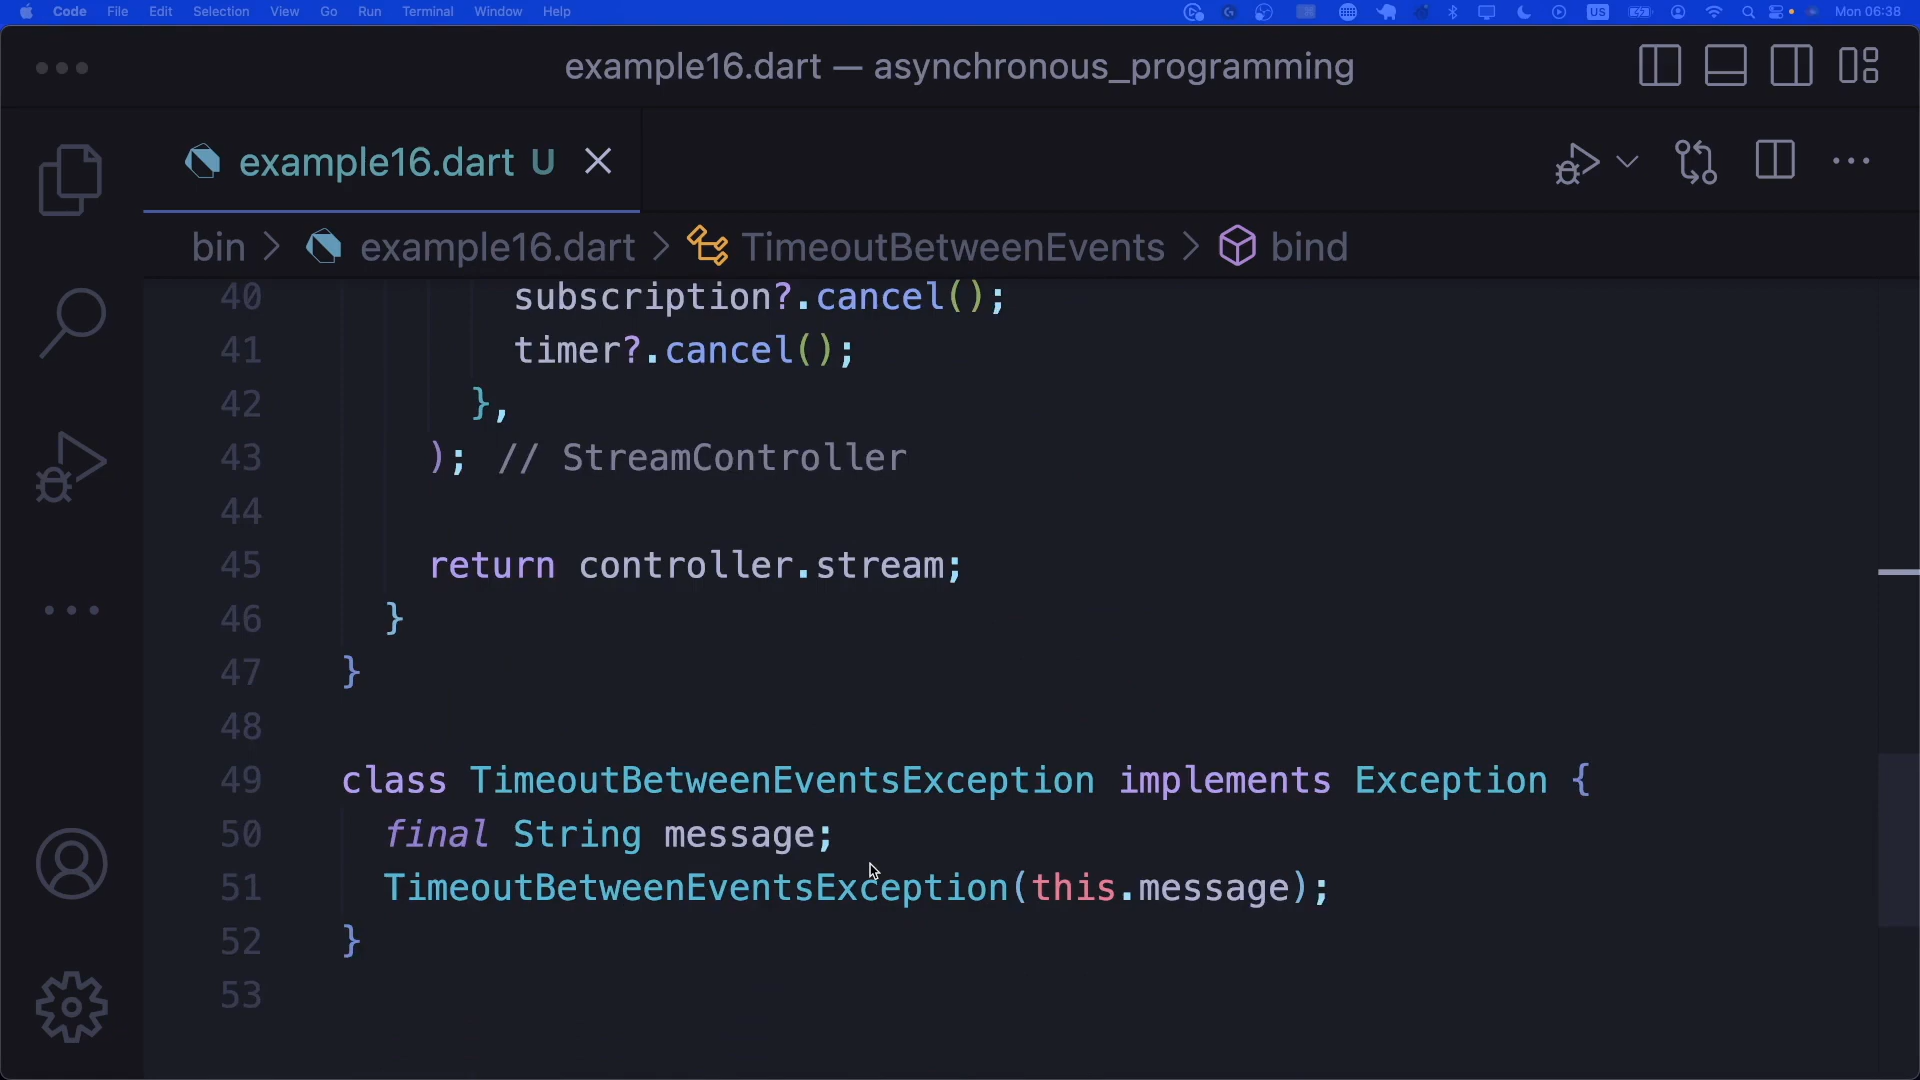 Code File Edit Selection View Go Run Terminal Window Help US Mon 06:38
example16.dart — asynchronous_programming
example16.dart U
bin > example16.dart > TimeoutBetweenEvents > bind
40 subscription?.cancel();
41 timer?.cancel();
42 },
43 ); // StreamController
44
45 return controller.stream;
46 }
47 }
48
49 class TimeoutBetweenEventsException implements Exception {
50 final String message;
51 TimeoutBetweenEventsException(this.message);
52 }
53